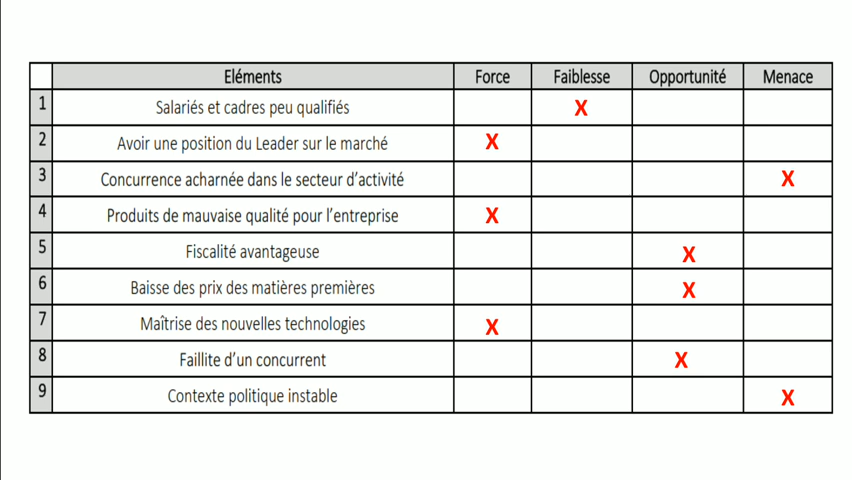 Eléments Force Faiblesse Opportunité Menace
1 Salariés et cadres peu qualifiés X
2 Avoir une position du Leader sur le marché X
3 Concurrence acharnée dans le secteur d'activité X
4 Produits de mauvaise qualité pour l'entreprise X
5 Fiscalité avantageuse X
6 Baisse des prix des matières premières X
7 Maîtrise des nouvelles technologies X
8 Faillite d'un concurrent X
9 Contexte politique instable X